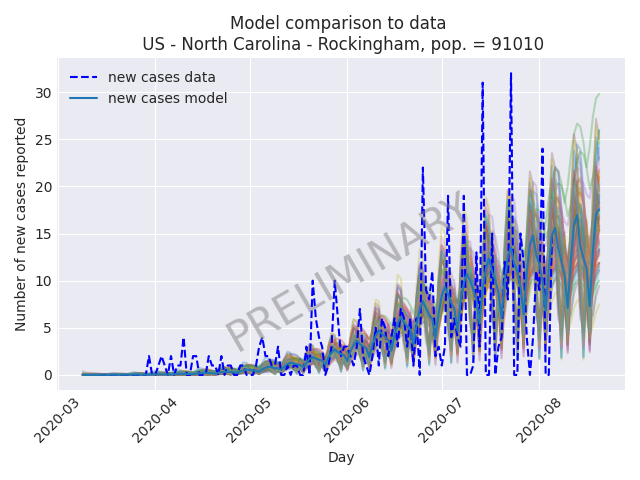 Model comparison to data
US - North Carolina - Rockingham, pop. = 91010
new cases data
new cases model
PRELIMINARY
Number of new cases reported
30
25
20
15
10
5
0
2020-03
2020-04
2020-05
2020-06
2020-07
2020-08
Day